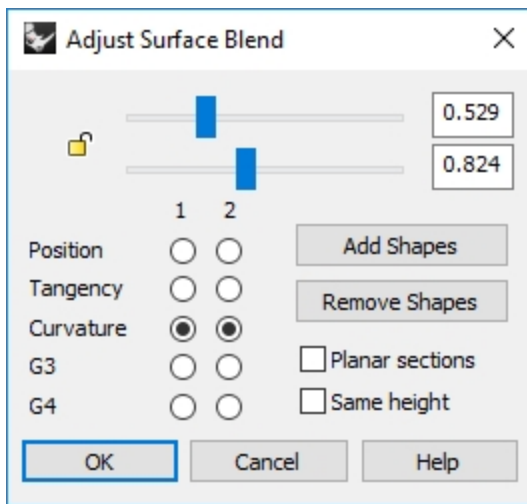 Adjust Surface Blend
0.529
0.824
1 2
Position
Add Shapes
Tangency
Remove Shapes
Curvature
Planar sections
G3
Same height
G4
OK
Cancel
Help